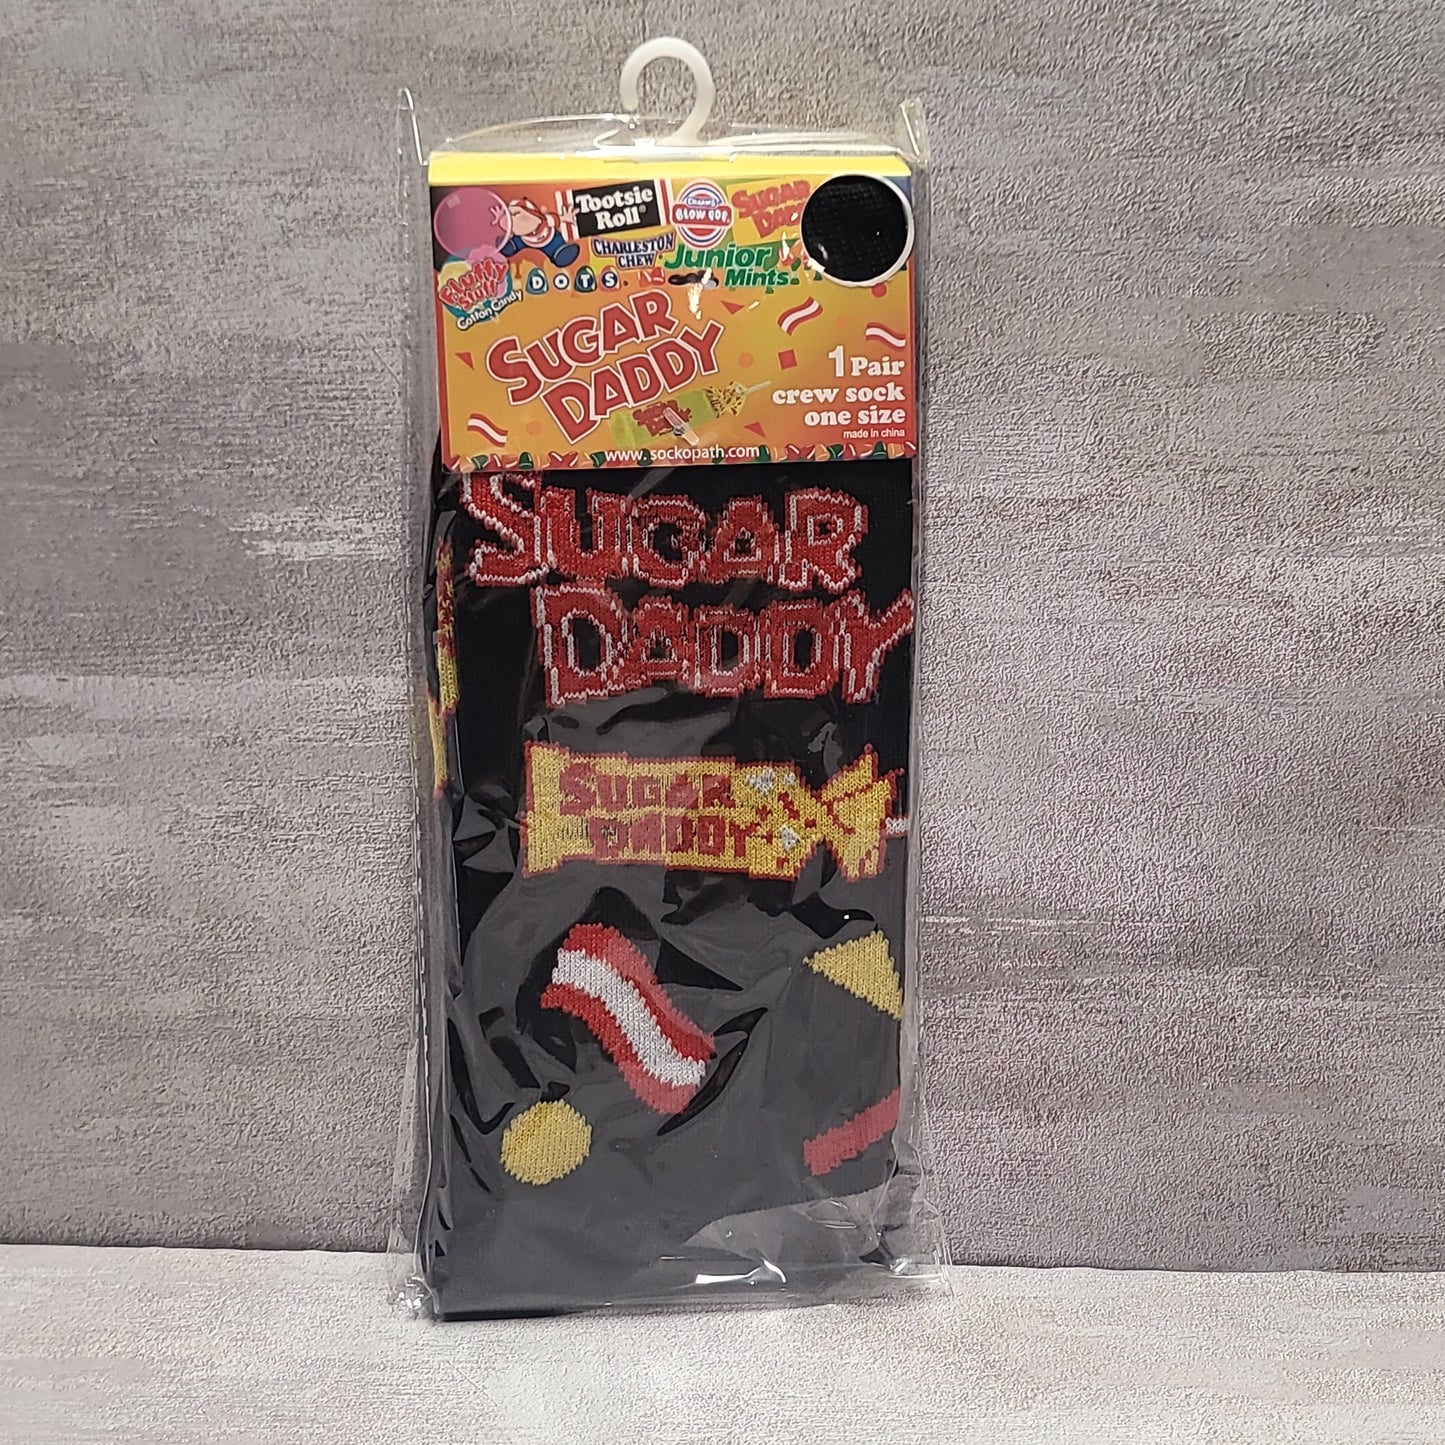 Tootsie
Roll®
CHARMS
BLOW POP
SUGAR
CHARLESTON
CHEW
Junior
Mints
Fluffy
Stuff
Cotton Candy
DOTS
SUGAR
DADDY
SUGAR
1 Pair
crew sock
one size
made in china
www.sockopath.com
SUGAR
DADDY
SUGAR
DADDY